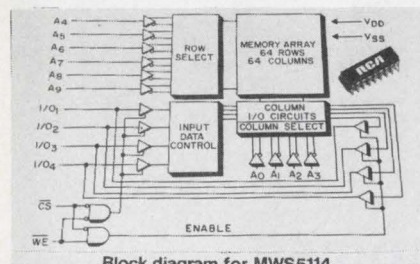 A4
A5
A6
A7
A8
A9
ROW
SELECT
MEMORY ARRAY
64 ROWS
64 COLUMNS
VDD
VSS
RCA
I/O1
I/O2
I/O3
I/O4
INPUT
DATA
CONTROL
COLUMN
I/O CIRCUITS
COLUMN SELECT
A0 A1 A2 A3
CS
WE
ENABLE
Block diagram for MWS5114